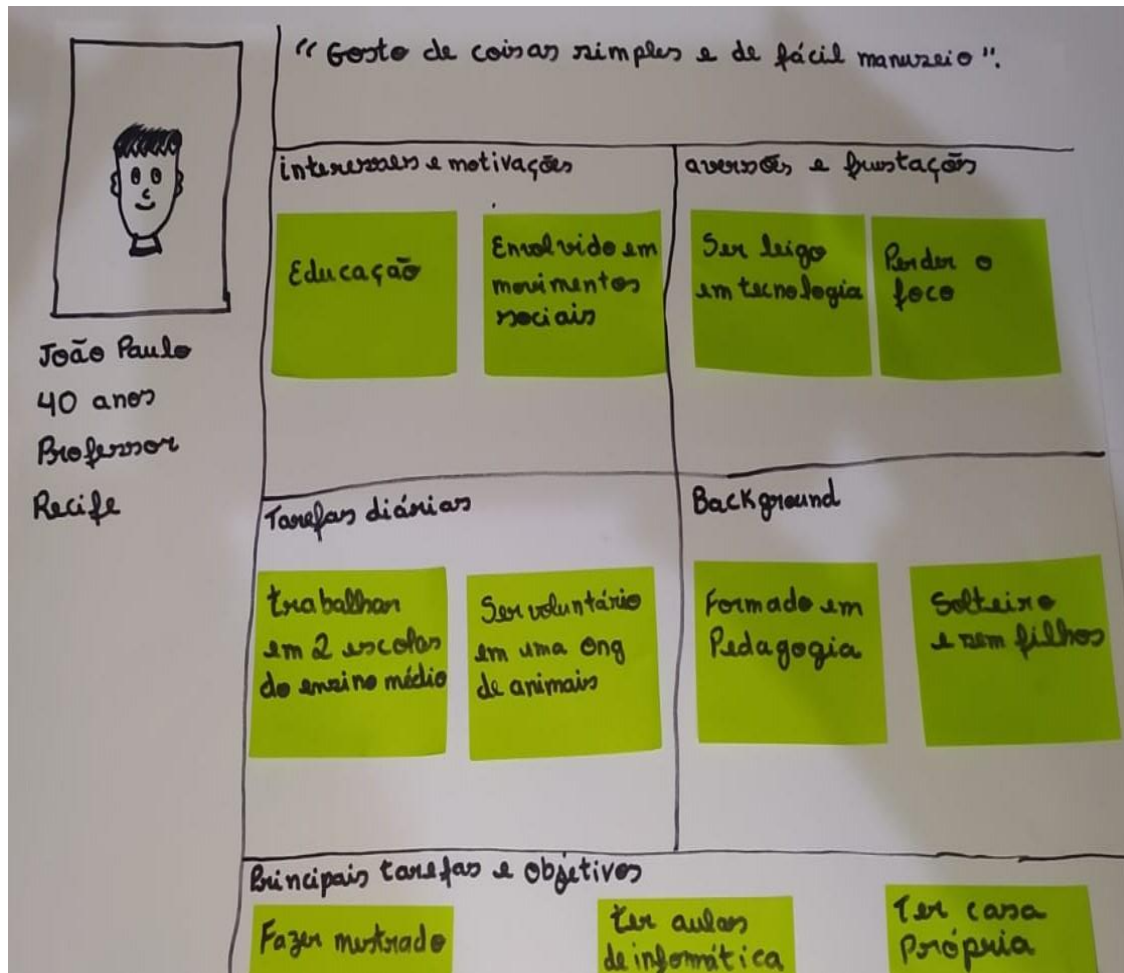 "Gosto de coisas simples e de fácil manuzeio".
João Paulo
40 anos
Professor
Recife
interesses e motivações
Educação
Envolvido em
movimentos
sociais
aversões e frustações
Ser leigo
em tecnologia
Perder o
foco
Tarefas diárias
trabalhar
em 2 escolas
do ensino médio
Ser voluntário
em uma ong
de animais
Background
Formado em
Pedagogia
Solteiro
e sem filhos
Principais tarefas e objetivos
Fazer mestrado
ter aulas
de informática
Ter casa
Própria